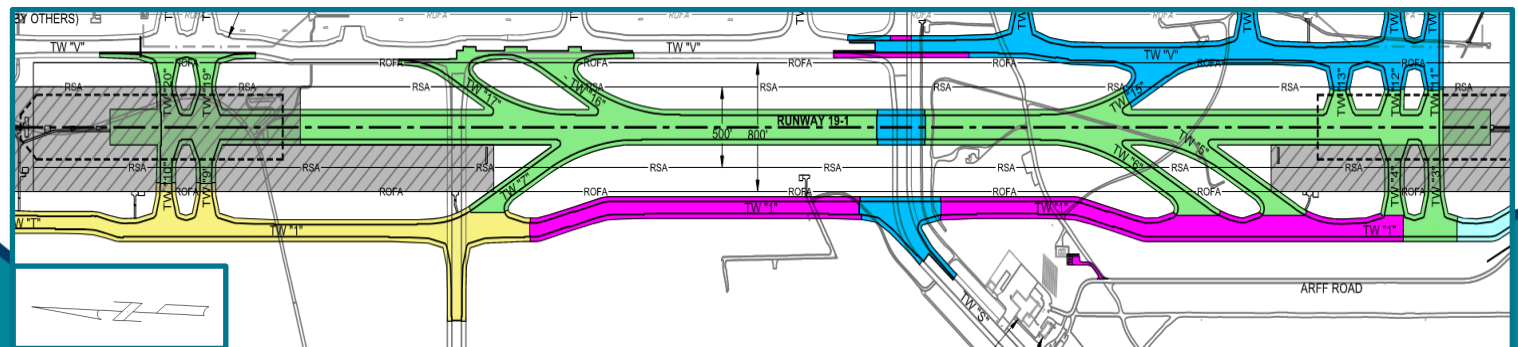 BY OTHERS)
ROFA
ROFA
ROFA
TW "V"
TW "V"
TW "V"
ROFA
ROFA
ROFA
ROFA
ROFA
ROFA
RSA
RSA
RSA
RSA
RSA
RSA
RSA
TW "20"
TW "19"
TW "17"
TW "16"
TW "15"
TW "13"
TW "12"
TW "11"
RUNWAY 19-1
500'
800'
RSA
RSA
RSA
RSA
RSA
RSA
TW "10"
TW "9"
TW "7"
TW "6"
TW "5"
TW "4"
TW "3"
ROFA
ROFA
ROFA
ROFA
ROFA
ROFA
TW "T"
TW "1"
TW "1"
TW "1"
TW "1"
TW "S"
ARFF ROAD